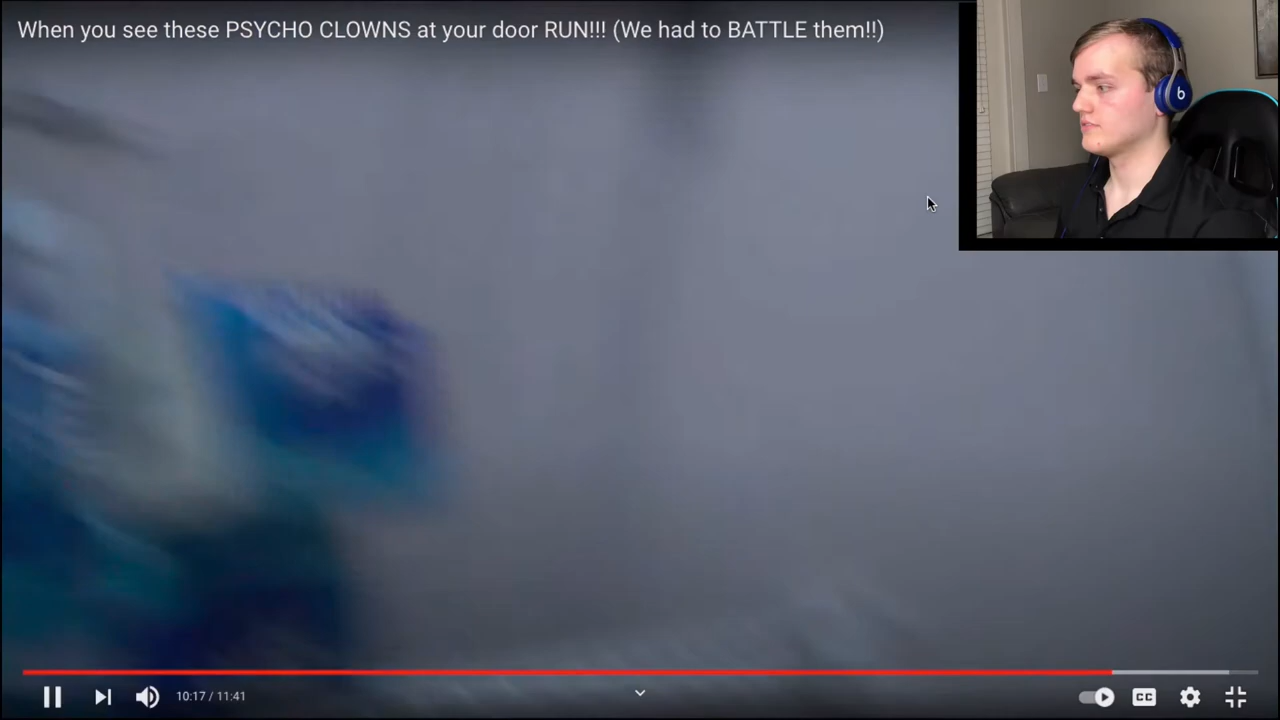 When you see these PSYCHO CLOWNS at your door RUN!!! (We had to BATTLE them!!)
b
10:17 / 11:41
CC